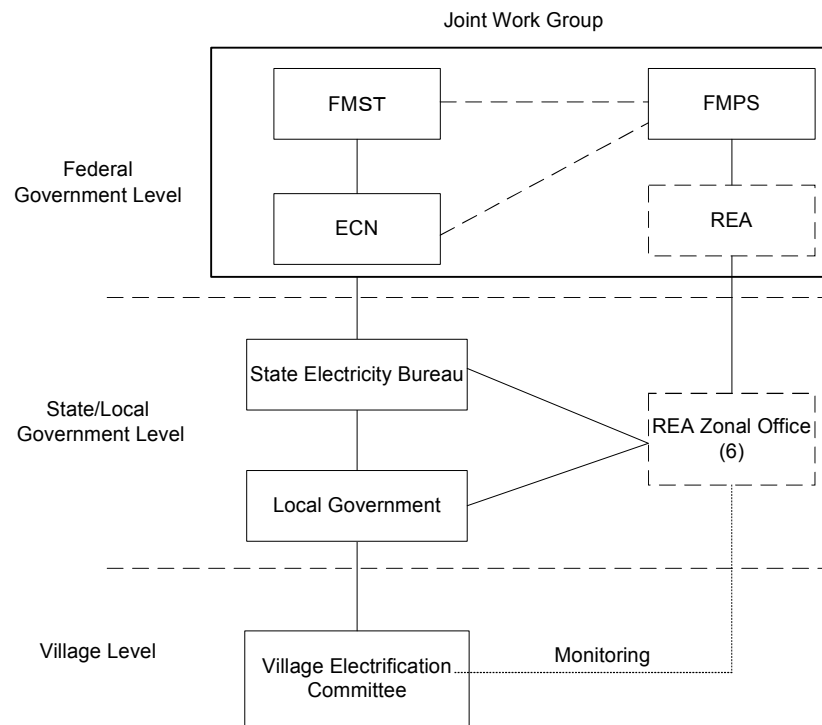 Joint Work Group
FMST
FMPS
Federal
Government Level
ECN
REA
State Electricity Bureau
State/Local
Government Level
REA Zonal Office
(6)
Local Government
Village Level
Village Electrification
Committee
Monitoring